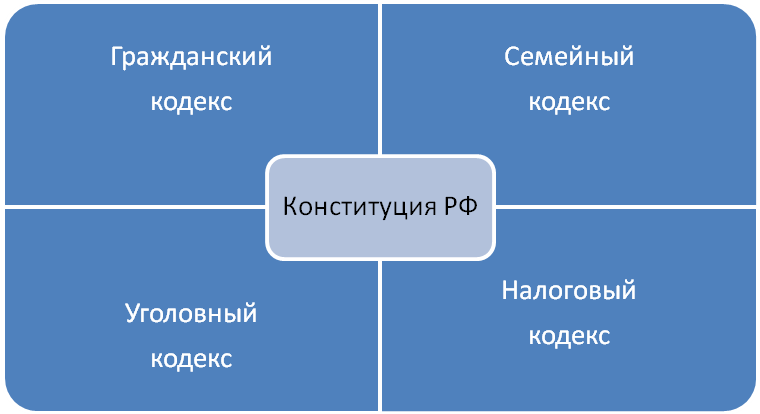 Гражданский
кодекс
Семейный
кодекс
Конституция РФ
Уголовный
кодекс
Налоговый
кодекс